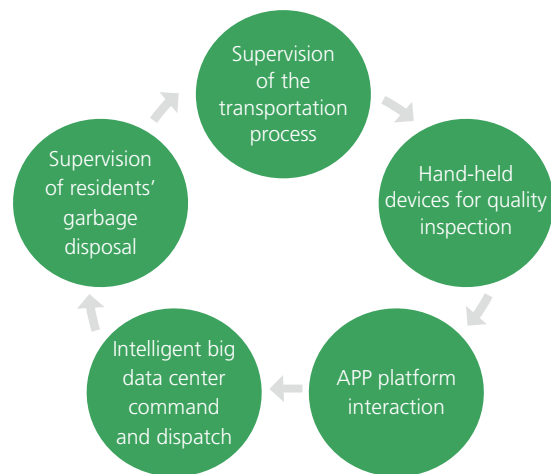 Supervision
of the
transportation
process
Hand-held
devices for quality
inspection
APP platform
interaction
Intelligent big
data center
command
and dispatch
Supervision
of residents’
garbage
disposal